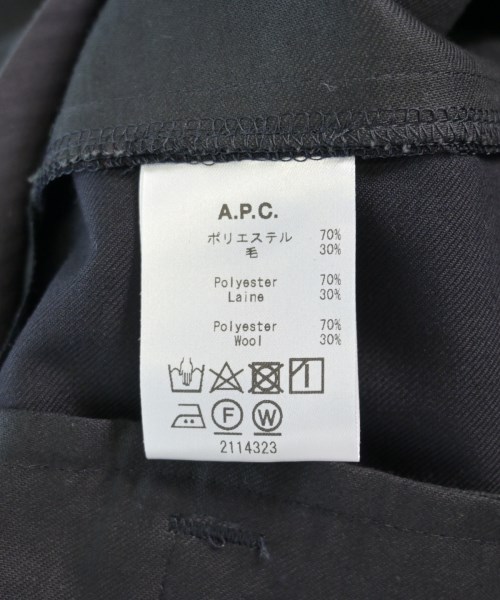 A.P.C.
ポリエステル 70%
毛 30%
Polyester 70%
Laine 30%
Polyester 70%
Wool 30%
F W
2114323